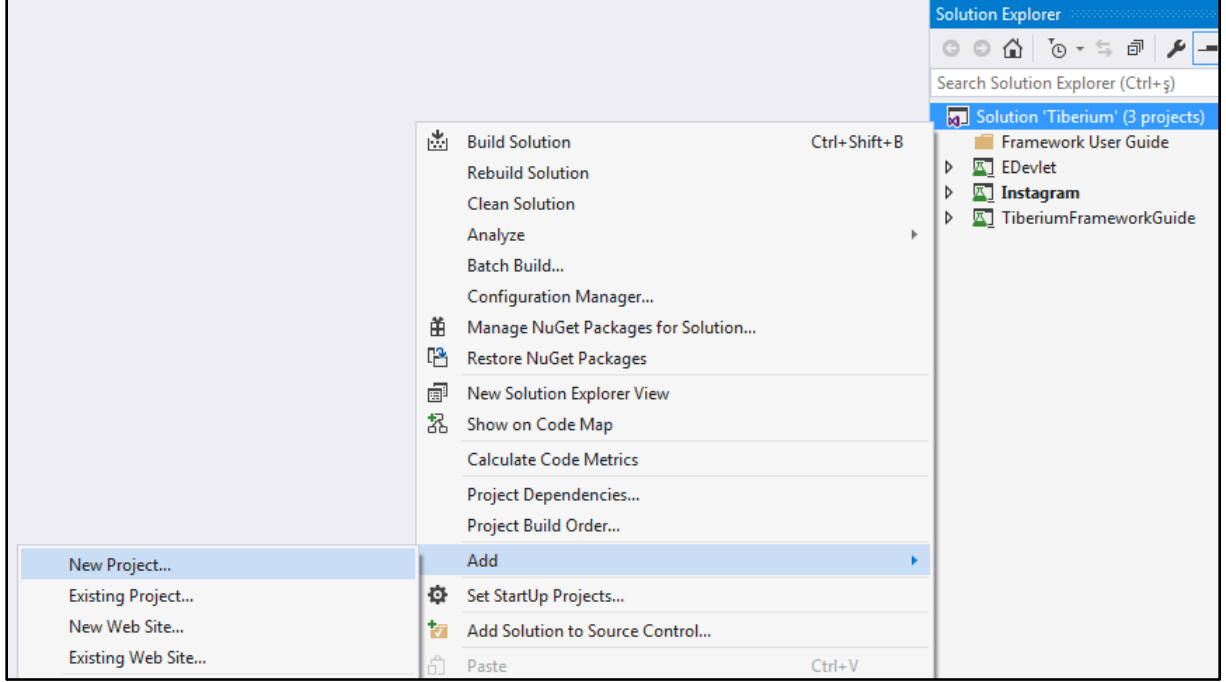 Solution Explorer
Search Solution Explorer (Ctrl+ş)
Solution 'Tiberium' (3 projects)
Framework User Guide
EDevlet
Instagram
TiberiumFrameworkGuide
Build Solution Ctrl+Shift+B
Rebuild Solution
Clean Solution
Analyze
Batch Build...
Configuration Manager...
Manage NuGet Packages for Solution...
Restore NuGet Packages
New Solution Explorer View
Show on Code Map
Calculate Code Metrics
Project Dependencies...
Project Build Order...
Add
Set StartUp Projects...
Add Solution to Source Control...
Paste Ctrl+V
New Project...
Existing Project...
New Web Site...
Existing Web Site...